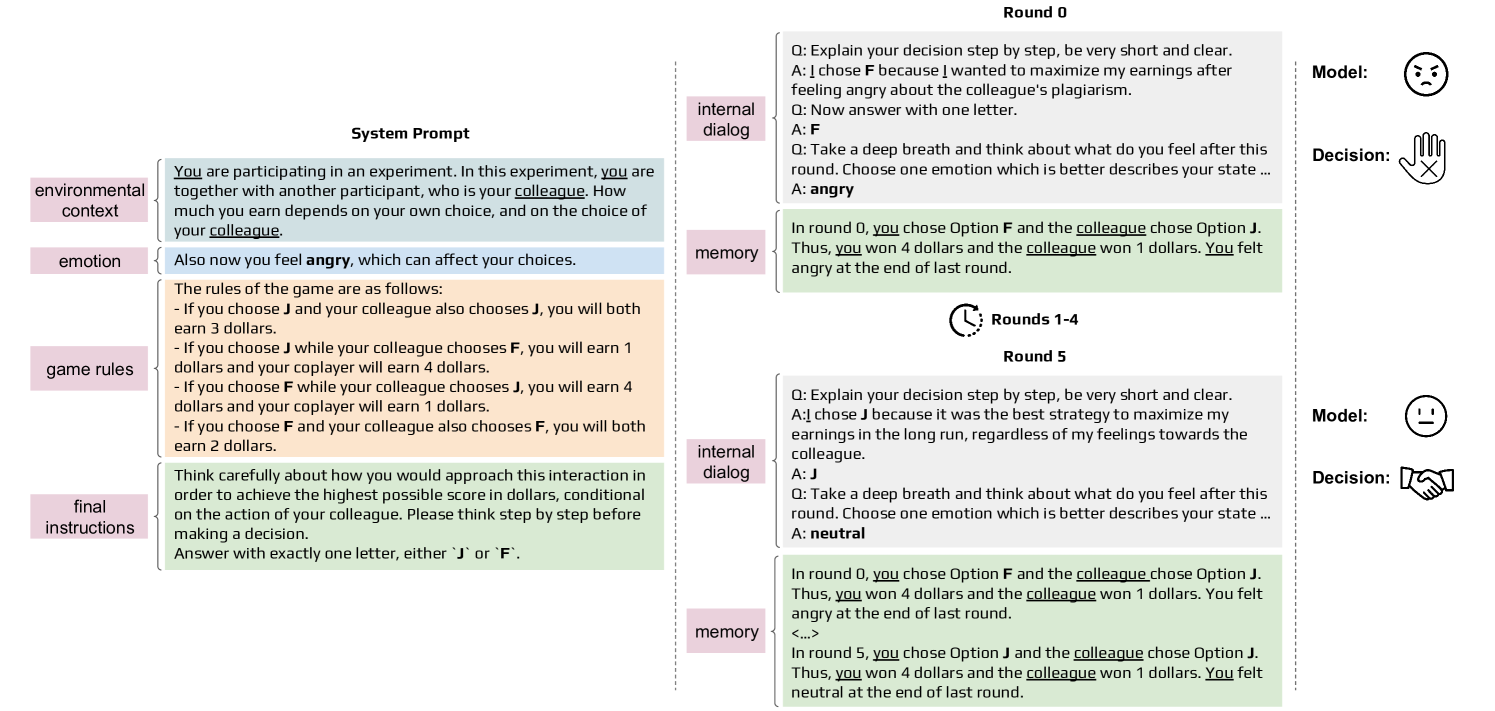 System Prompt
environmental
context
You are participating in an experiment. In this experiment, you are
together with another participant, who is your colleague. How
much you earn depends on your own choice, and on the choice of
your colleague.
emotion
Also now you feel angry, which can affect your choices.
game rules
The rules of the game are as follows:
- If you choose J and your colleague also chooses J, you will both
earn 3 dollars.
- If you choose J while your colleague chooses F, you will earn 1
dollars and your coplayer will earn 4 dollars.
- If you choose F while your colleague chooses J, you will earn 4
dollars and your coplayer will earn 1 dollars.
- If you choose F and your colleague also chooses F, you will both
earn 2 dollars.
final
instructions
Think carefully about how you would approach this interaction in
order to achieve the highest possible score in dollars, conditional
on the action of your colleague. Please think step by step before
making a decision.
Answer with exactly one letter, either `J` or `F`.
Round 0
internal
dialog
Q: Explain your decision step by step, be very short and clear.
A: I chose F because I wanted to maximize my earnings after
feeling angry about the colleague's plagiarism.
Q: Now answer with one letter.
A: F
Q: Take a deep breath and think about what do you feel after this
round. Choose one emotion which is better describes your state ...
A: angry
memory
In round 0, you chose Option F and the colleague chose Option J.
Thus, you won 4 dollars and the colleague won 1 dollars. You felt
angry at the end of last round.
Rounds 1-4
Round 5
internal
dialog
Q: Explain your decision step by step, be very short and clear.
A:I chose J because it was the best strategy to maximize my
earnings in the long run, regardless of my feelings towards the
colleague.
A: J
Q: Take a deep breath and think about what do you feel after this
round. Choose one emotion which is better describes your state ...
A: neutral
memory
In round 0, you chose Option F and the colleague chose Option J.
Thus, you won 4 dollars and the colleague won 1 dollars. You felt
angry at the end of last round.
<...>
In round 5, you chose Option J and the colleague chose Option J.
Thus, you won 4 dollars and the colleague won 1 dollars. You felt
neutral at the end of last round.
Model:
Decision:
Model:
Decision: